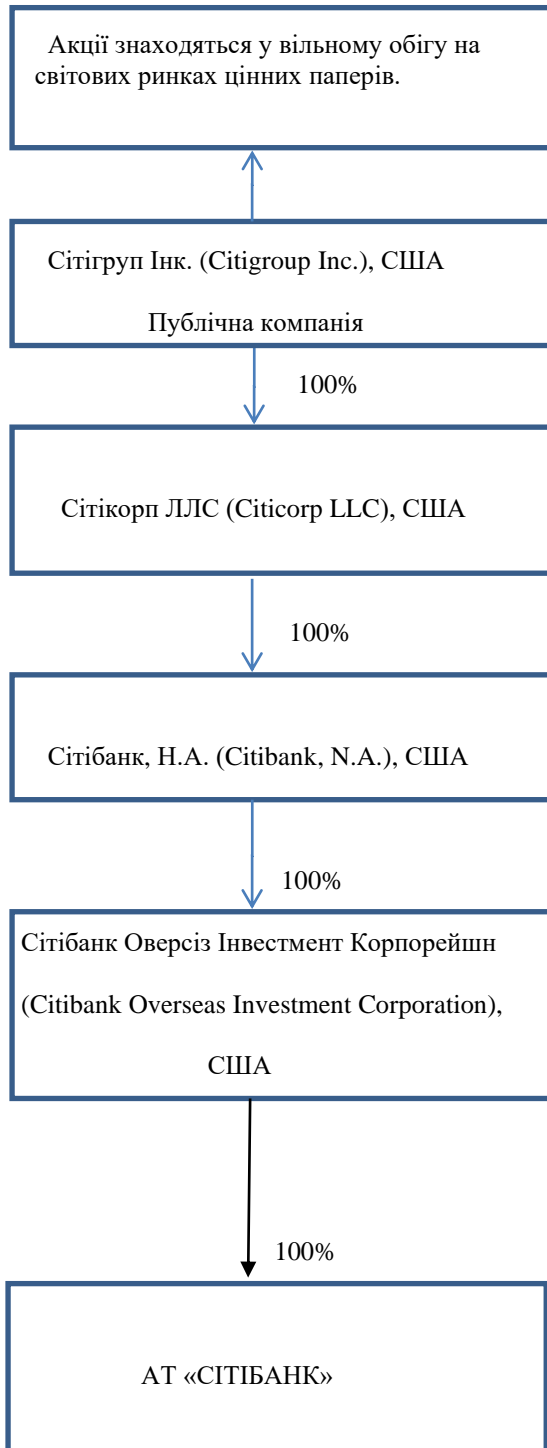 Акції знаходяться у вільному обігу на
світових ринках цінних паперів.
Сітігруп Інк. (Citigroup Inc.), США
Публічна компанія
100%
Сітікорп ЛЛС (Citicorp LLC), США
100%
Сітібанк, Н.А. (Citibank, N.A.), США
100%
Сітібанк Оверсіз Інвестмент Корпорейшн
(Citibank Overseas Investment Corporation),
США
100%
АТ «СІТІБАНК»